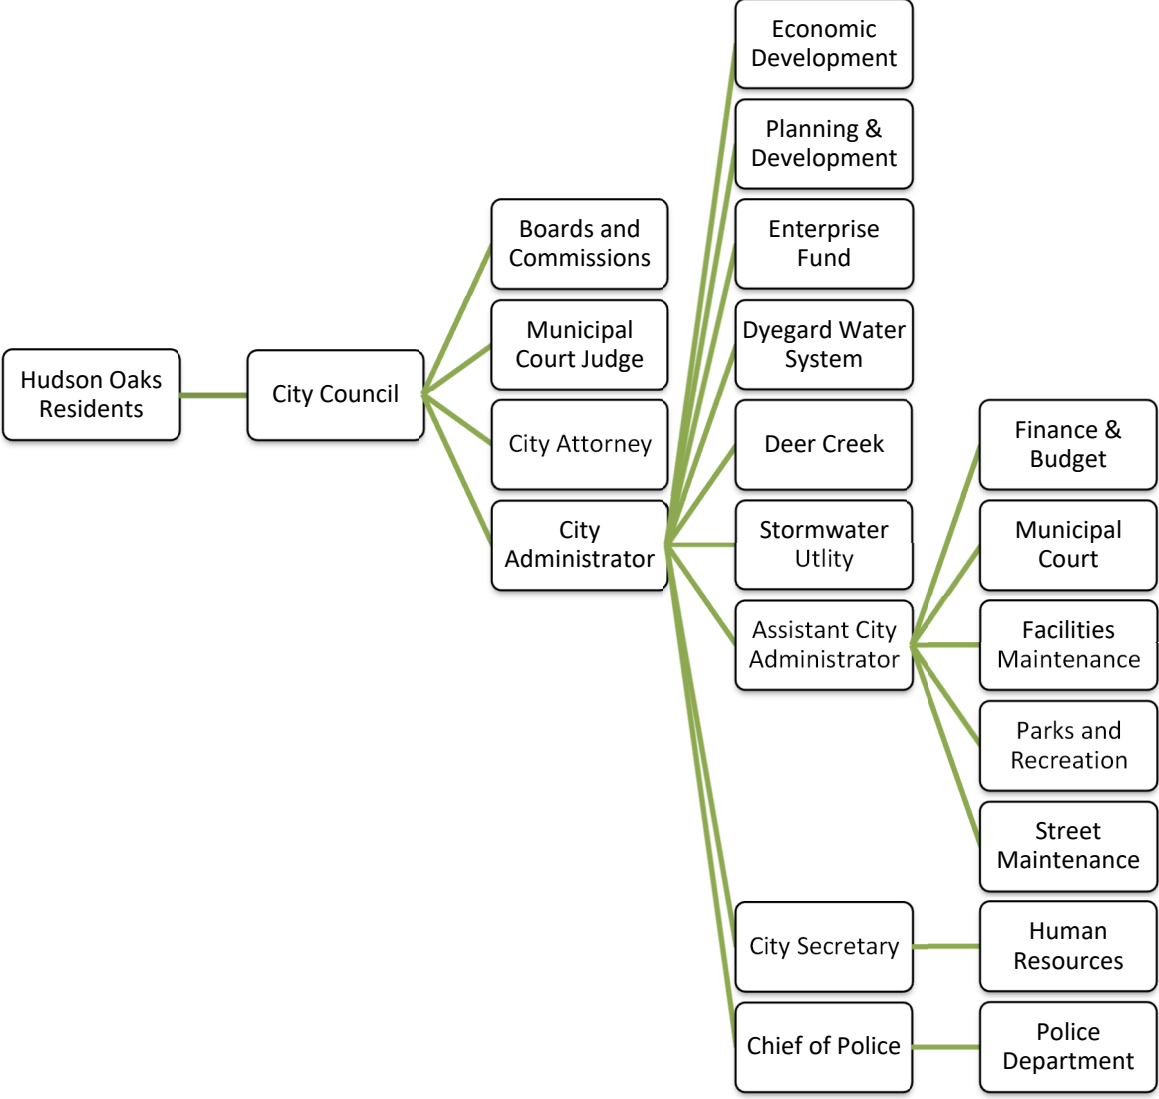 Hudson Oaks
Residents
City Council
Boards and
Commissions
Municipal
Court Judge
City Attorney
City
Administrator
Economic
Development
Planning &
Development
Enterprise
Fund
Dyegard Water
System
Deer Creek
Stormwater
Utlity
Assistant City
Administrator
Finance &
Budget
Municipal
Court
Facilities
Maintenance
Parks and
Recreation
Street
Maintenance
City Secretary
Human
Resources
Chief of Police
Police
Department